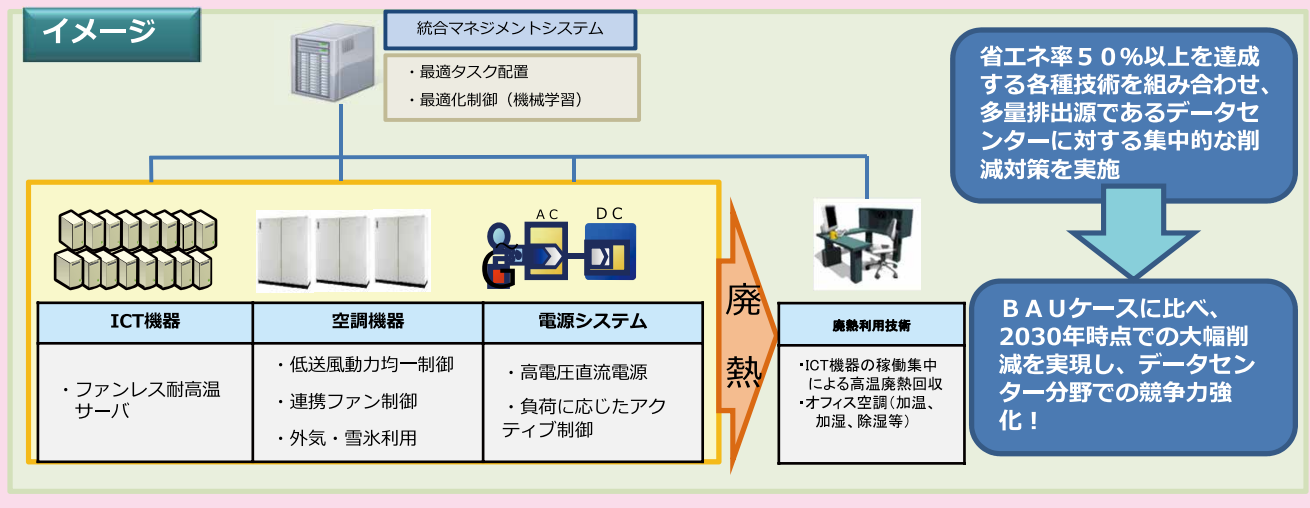 イメージ
統合マネジメントシステム
・最適タスク配置
・最適化制御（機械学習）
省エネ率５０％以上を達成
する各種技術を組み合わせ、
多量排出源であるデータセ
ンターに対する集中的な削
減対策を実施
AC
DC
ICT機器
・ファンレス耐高温
サーバ
空調機器
・低送風動力均一制御
・連携ファン制御
・外気・雪氷利用
電源システム
・高電圧直流電源
・負荷に応じたアク
ティブ制御
廃
熱
廃熱利用技術
・ICT機器の稼働集中
による高温廃熱回収
・オフィス空調（加温、
加湿、除湿等）
ＢＡＵケースに比べ、
2030年時点での大幅削
減を実現し、データセン
ター分野での競争力強
化！